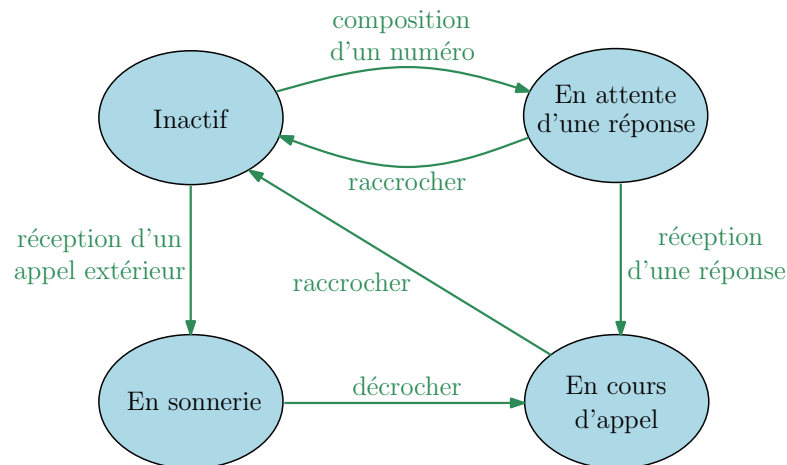 composition
d'un numéro
Inactif
En attente
d'une réponse
raccrocher
réception d'un
appel extérieur
réception
d'une réponse
raccrocher
En sonnerie
décrocher
En cours
d'appel